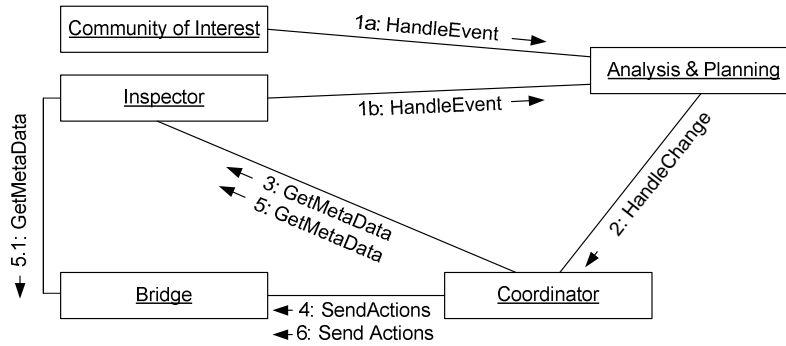 Community of Interest
1a: HandleEvent
Analysis & Planning
Inspector
1b: HandleEvent
5.1: GetMetaData
3: GetMetaData
5: GetMetaData
2: HandleChange
Bridge
4: SendActions
6: Send Actions
Coordinator